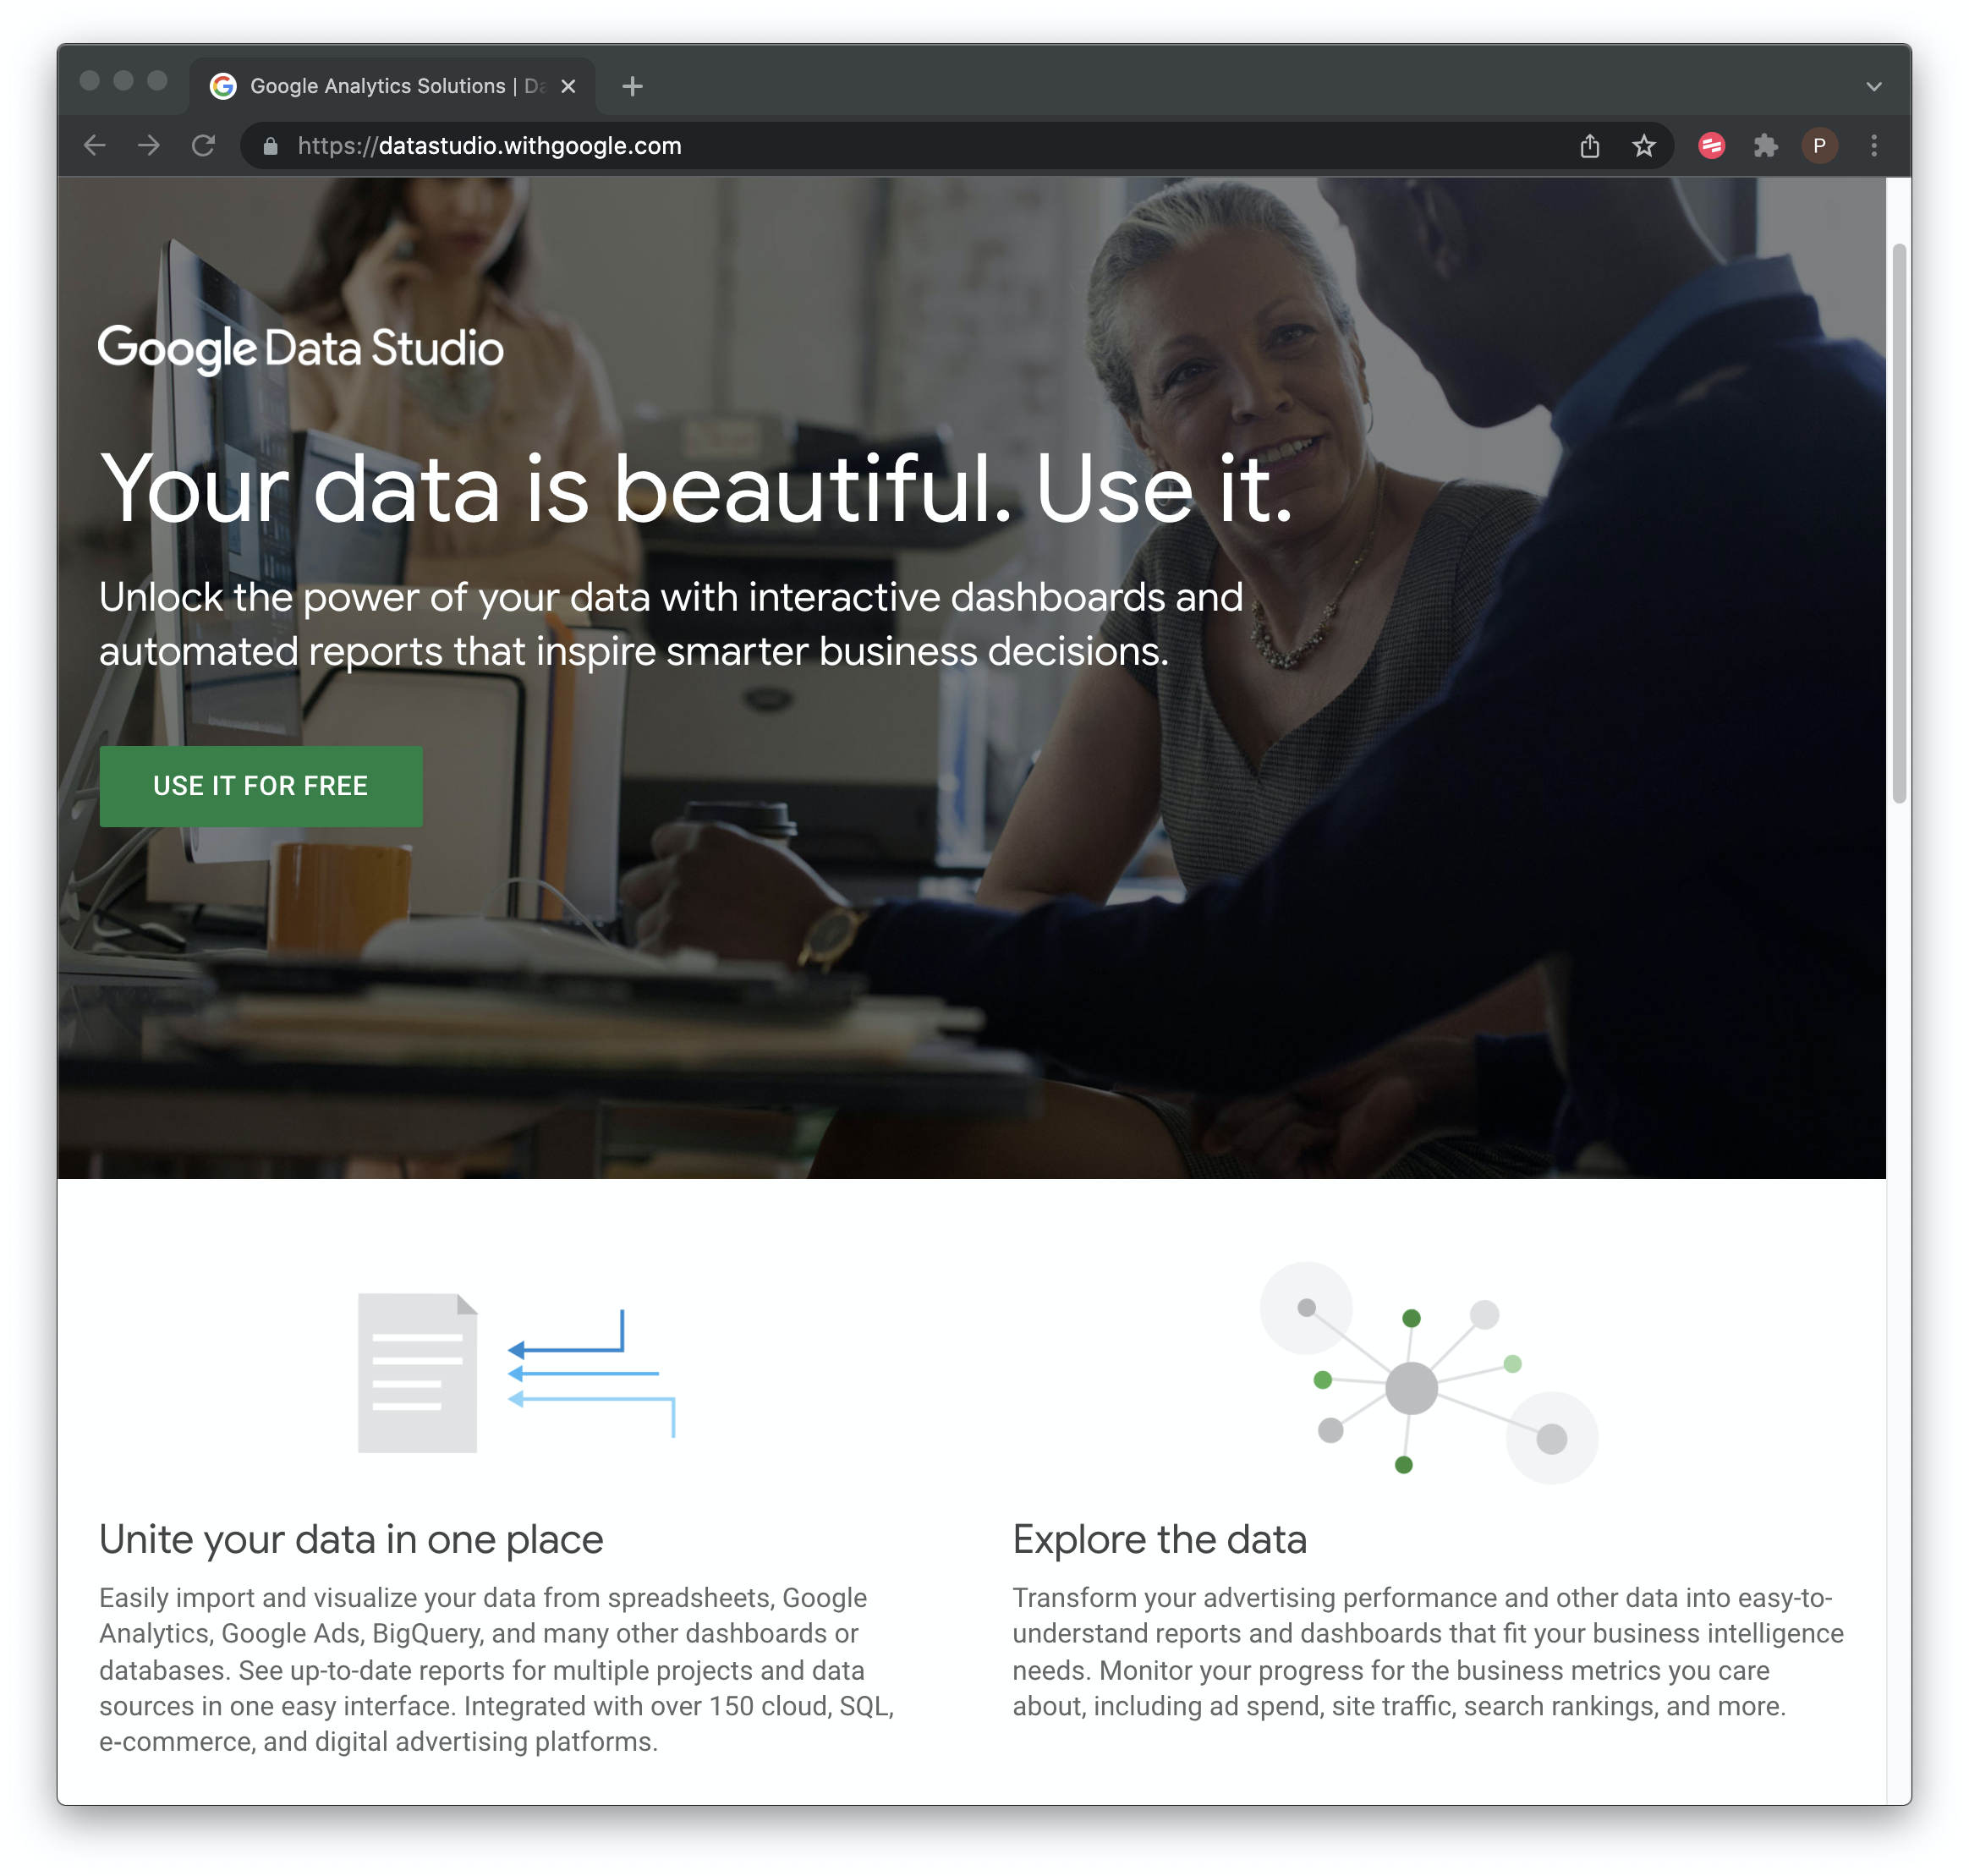 Google Analytics Solutions | Da
https://datastudio.withgoogle.com
P
Google Data Studio
Your data is beautiful. Use it.
Unlock the power of your data with interactive dashboards and
automated reports that inspire smarter business decisions.
USE IT FOR FREE
Unite your data in one place
Easily import and visualize your data from spreadsheets, Google
Analytics, Google Ads, BigQuery, and many other dashboards or
databases. See up-to-date reports for multiple projects and data
sources in one easy interface. Integrated with over 150 cloud, SQL,
e-commerce, and digital advertising platforms.
Explore the data
Transform your advertising performance and other data into easy-to-
understand reports and dashboards that fit your business intelligence
needs. Monitor your progress for the business metrics you care
about, including ad spend, site traffic, search rankings, and more.